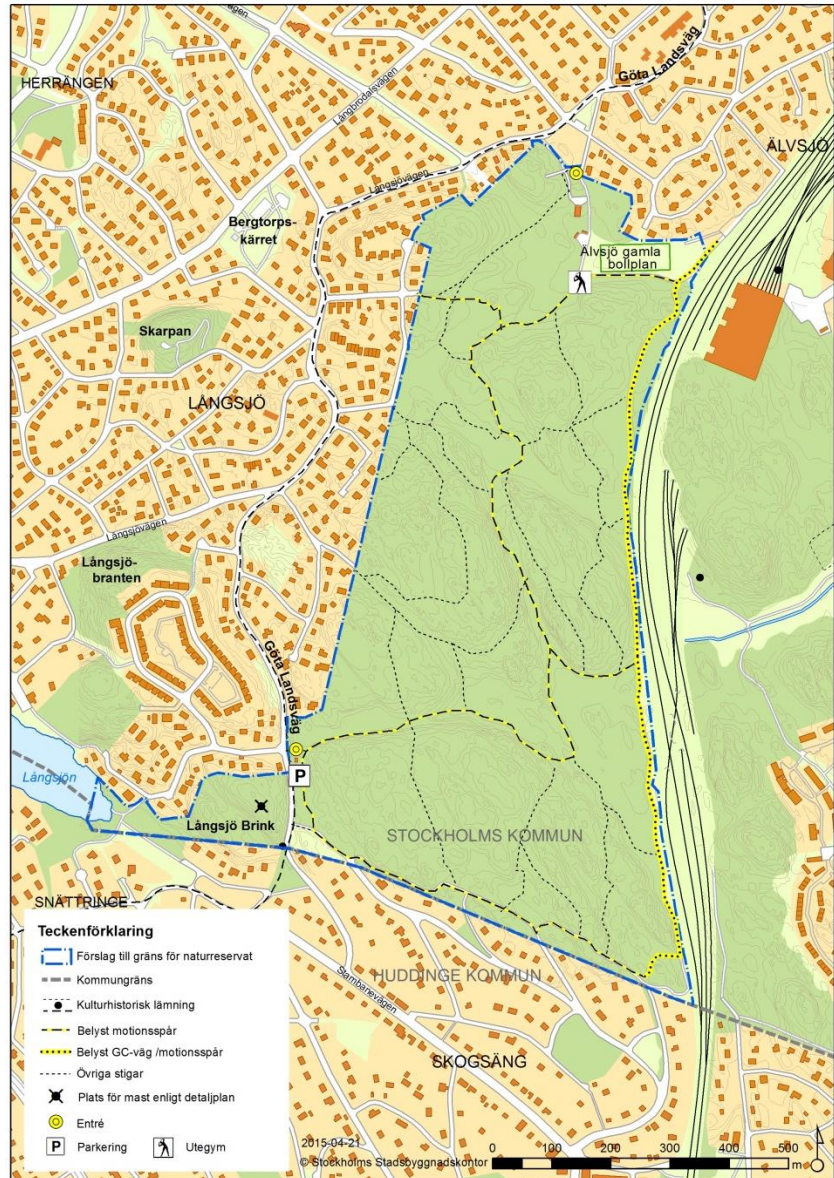 Göta Landsväg
HERRÄNGEN
Långbrodalsvägen
ÄLVSJÖ
Långsjövägen
Bergtorps-
kärret
Älvsjö gamla
bollplan
Skarpan
LÅNGSJÖ
Långsjövägen
Långsjö-
branten
Göta Landsväg
Långsjön
P
Långsjö Brink
STOCKHOLMS KOMMUN
SNÄTTRINGE
HUDDINGE KOMMUN
Stambanevägen
SKOGSÄNG
Teckenförklaring
Förslag till gräns för naturreservat
Kommungräns
Kulturhistorisk lämning
Belyst motionsspår
Belyst GC-väg /motionsspår
Övriga stigar
Plats för mast enligt detaljplan
Entré
P Parkering Utegym
2015-04-21
© Stockholms Stadsbyggnadskontor
0 100 200 300 400 500
m